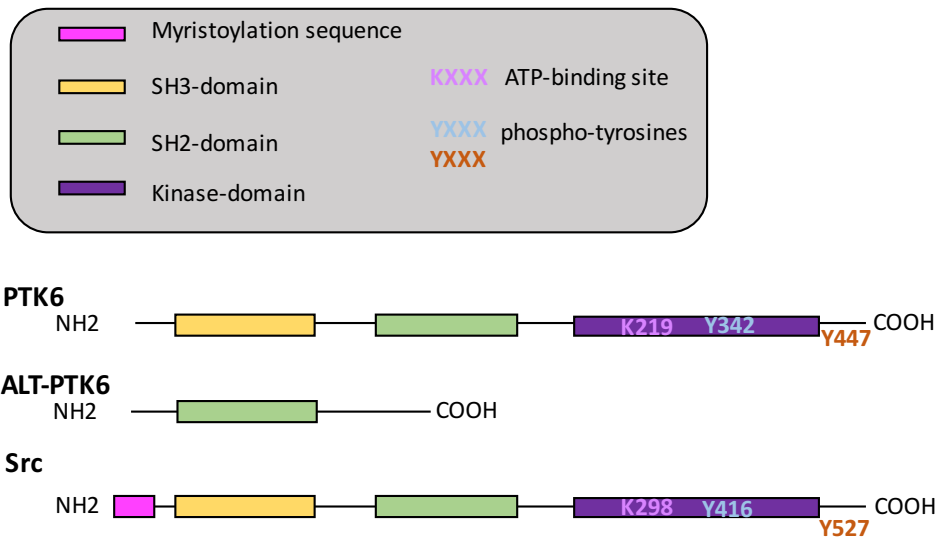 Myristoylation sequence
SH3-domain
KXXX ATP-binding site
SH2-domain
YXXX phospho-tyrosines
YXXX
Kinase-domain
PTK6
NH2 K219 Y342 COOH
Y447
ALT-PTK6
NH2 COOH
Src
NH2 K298 Y416 COOH
Y527